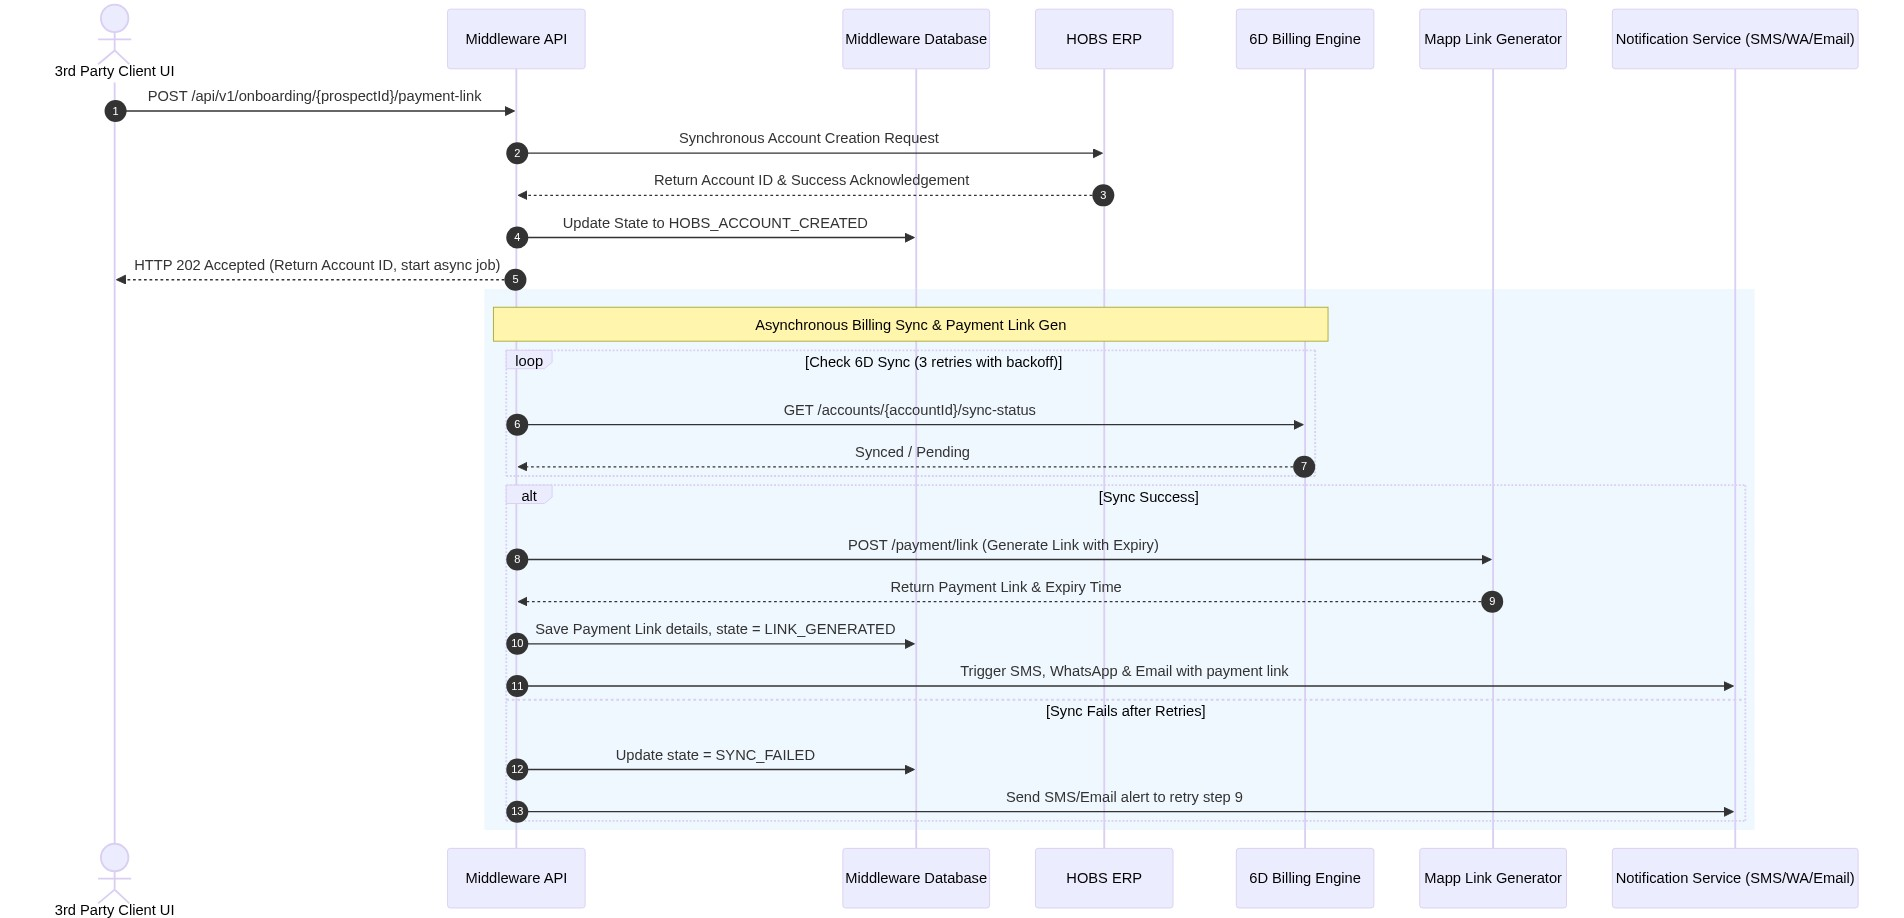 3rd Party Client UI
Middleware API
Middleware Database
HOBS ERP
6D Billing Engine
Mapp Link Generator
Notification Service (SMS/WA/Email)
POST /api/v1/onboarding/{prospectId}/payment-link
1
Synchronous Account Creation Request
2
Return Account ID & Success Acknowledgement
3
Update State to HOBS_ACCOUNT_CREATED
4
HTTP 202 Accepted (Return Account ID, start async job)
5
Asynchronous Billing Sync & Payment Link Gen
loop
[Check 6D Sync (3 retries with backoff)]
GET /accounts/{accountId}/sync-status
6
Synced / Pending
7
alt
[Sync Success]
POST /payment/link (Generate Link with Expiry)
8
Return Payment Link & Expiry Time
9
Save Payment Link details, state = LINK_GENERATED
10
Trigger SMS, WhatsApp & Email with payment link
11
[Sync Fails after Retries]
Update state = SYNC_FAILED
12
Send SMS/Email alert to retry step 9
13
3rd Party Client UI
Middleware API
Middleware Database
HOBS ERP
6D Billing Engine
Mapp Link Generator
Notification Service (SMS/WA/Email)